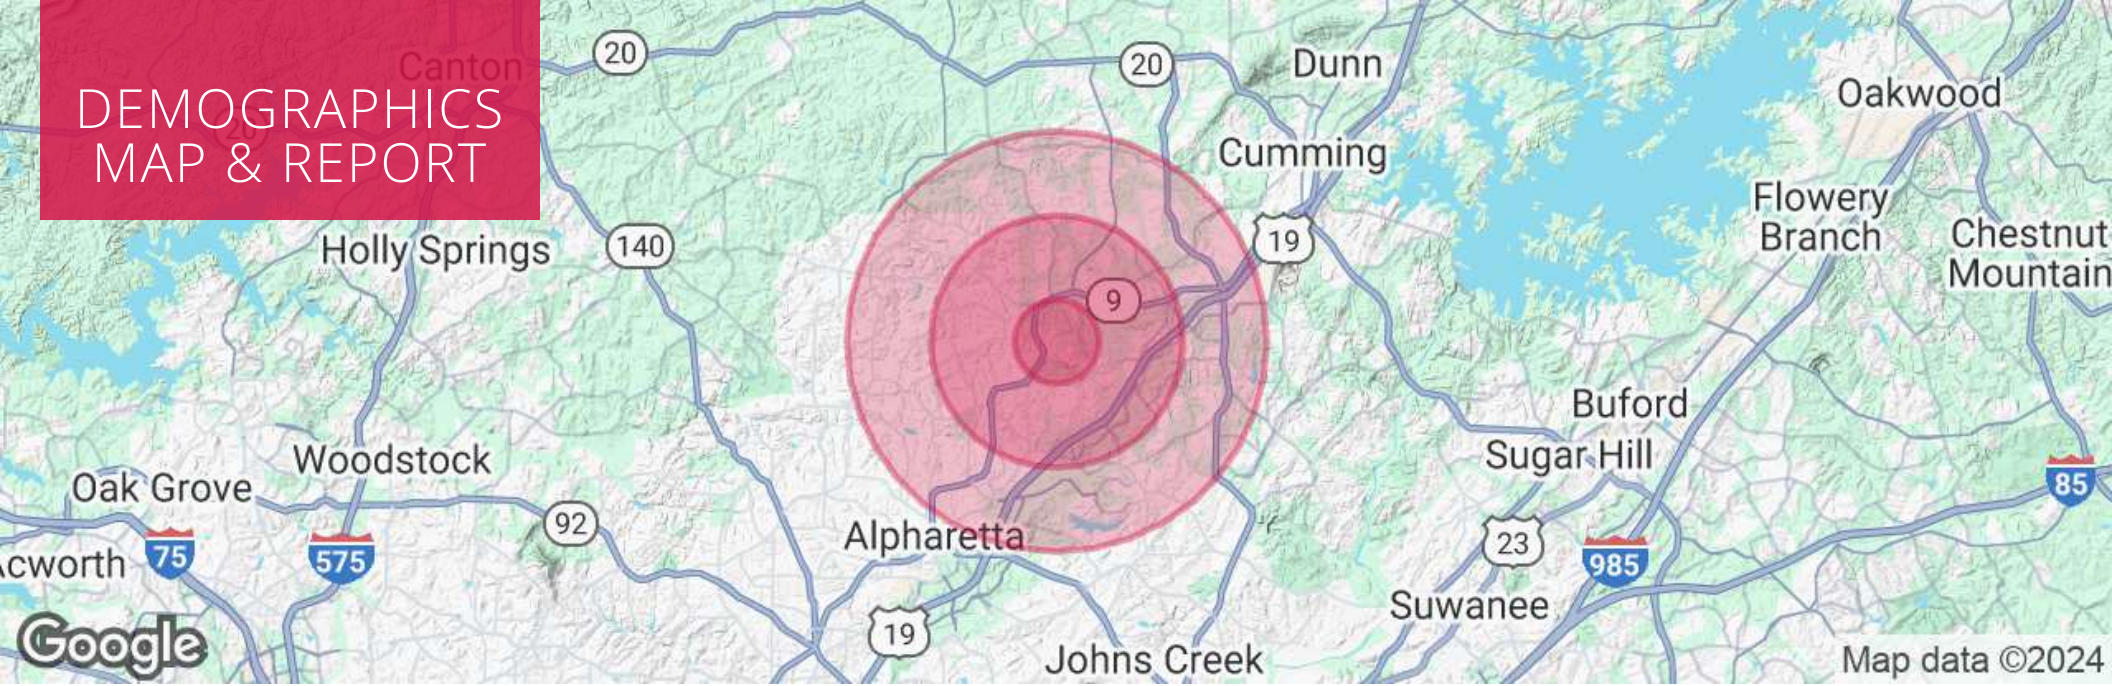 DEMOGRAPHICS
MAP & REPORT
Canton
20
20
20
Dunn
Oakwood
Cumming
Flowery
Branch
Chestnut
Mountain
Holly Springs
140
19
9
Buford
Sugar Hill
Woodstock
Oak Grove
85
92
Alpharetta
23
75
575
985
cworth
Suwanee
19
Johns Creek
Google
Map data ©2024